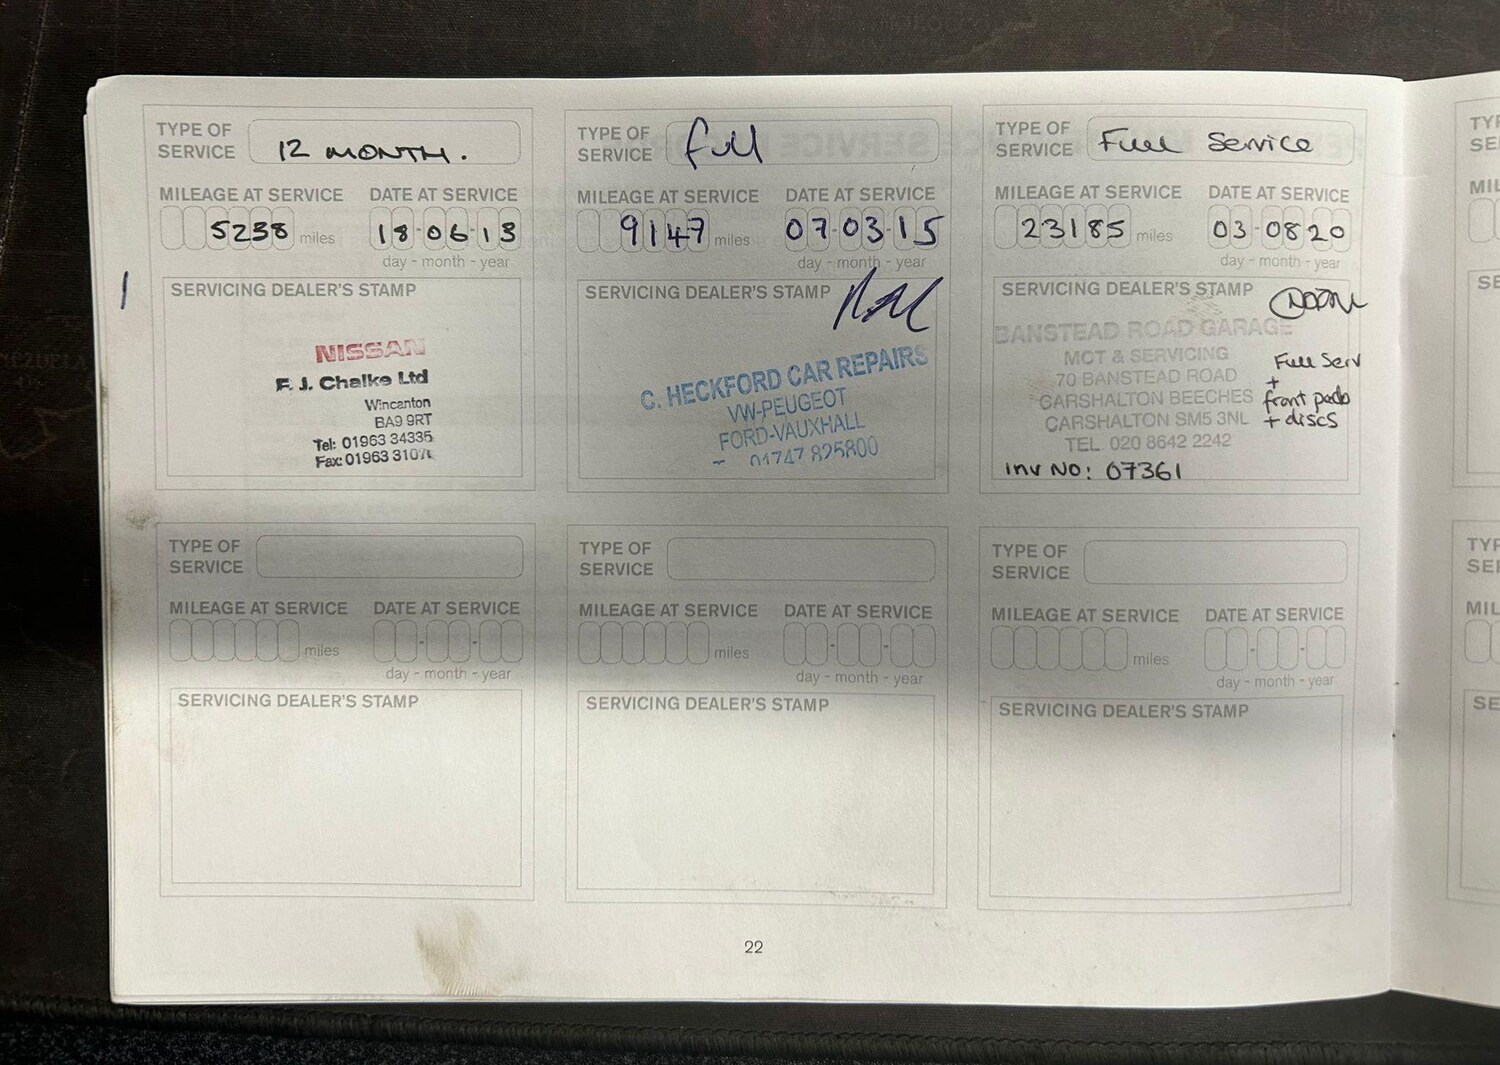 TYPE OF SERVICE 12 MONTH.
MILEAGE AT SERVICE DATE AT SERVICE
5238 miles 18-06-13
day - month - year
SERVICING DEALER'S STAMP
NISSAN
F. J. Chalke Ltd
Wincanton
BA9 9RT
Tel: 01963 34335
Fax: 01963 3107
TYPE OF SERVICE full
MILEAGE AT SERVICE DATE AT SERVICE
9147 miles 07-03-15
day - month - year
SERVICING DEALER'S STAMP
C. HECKFORD CAR REPAIRS
VW-PEUGEOT
FORD-VAUXHALL
01747 825800
TYPE OF SERVICE Full Service
MILEAGE AT SERVICE DATE AT SERVICE
23185 miles 03-0820
day - month - year
SERVICING DEALER'S STAMP
BANSTEAD ROAD GARAGE
MOT & SERVICING
70 BANSTEAD ROAD
CARSHALTON BEECHES
CARSHALTON SM5 3NL
TEL. 020 8642 2242
Full Serv
+
front pads
+ discs
Inv No: 07361
TYPE OF SERVICE
MILEAGE AT SERVICE DATE AT SERVICE
miles
day - month - year
SERVICING DEALER'S STAMP
TYPE OF SERVICE
MILEAGE AT SERVICE DATE AT SERVICE
miles
day - month - year
SERVICING DEALER'S STAMP
TYPE OF SERVICE
MILEAGE AT SERVICE DATE AT SERVICE
miles
day - month - year
SERVICING DEALER'S STAMP
22